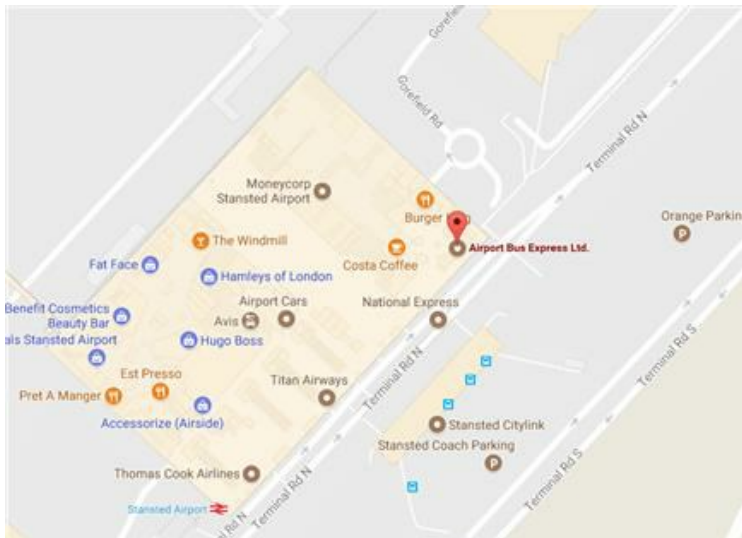 Gorefield
Gorefield Rd
Terminal Rd N
Moneycorp
Stansted Airport
Burger
Orange Parkin
Airport Bus Express Ltd.
The Windmill
Costa Coffee
Fat Face
Hamleys of London
Benefit Cosmetics
Beauty Bar
Airport Cars
National Express
Avis
als Stansted Airport
Hugo Boss
Terminal Rd S
Est Presso
Titan Airways
Terminal Rd N
Pret A Manger
Accessorize (Airside)
Stansted Citylink
Stansted Coach Parking
Thomas Cook Airlines
Terminal Rd S
Terminal Rd N
Stansted Airport
Rd N